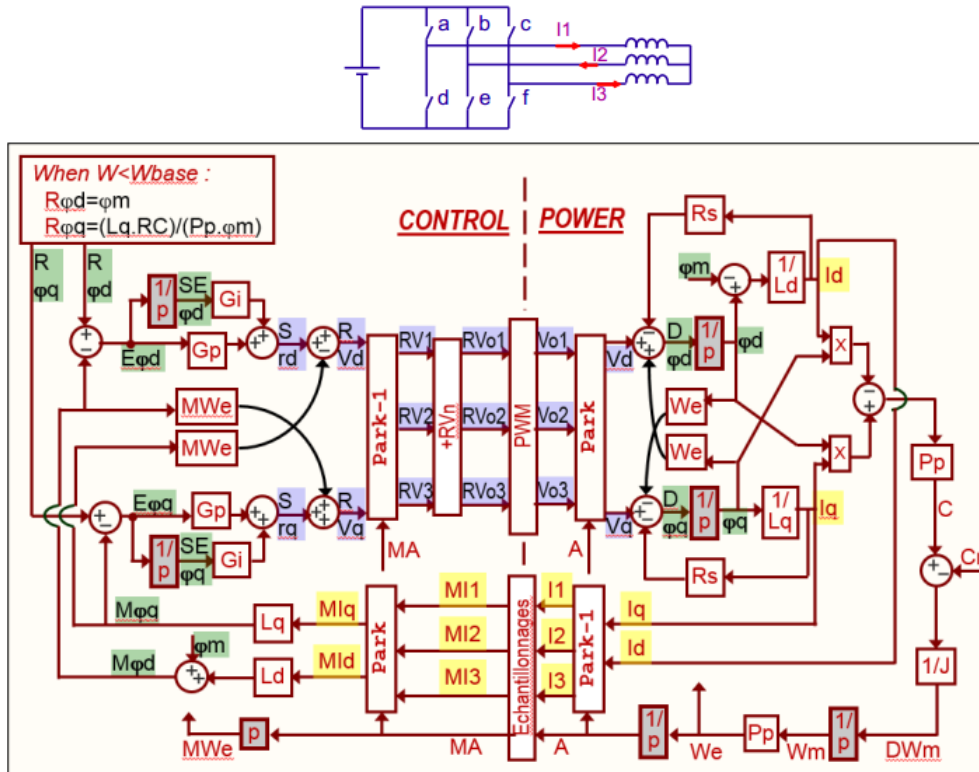 a b c
I1
I2
I3
d e f
When W<Wbase :
Rφd=φm
Rφq=(Lq.RC)/(Pp.φm)
CONTROL POWER
R φq
R φd
1/p
SE φd
Gi
Eφd
Gp
S rd
R Vd
MWe
MWe
Eφq
Gp
1/p
SE φq
Gi
S rq
R Vq
Park-1
RV1
RV2
RV3
+RVn
RVo1
RVo2
RVo3
PWM
Vo1
Vo2
Vo3
Park
Vd
Vq
Rs
φm
1/Ld
Id
D φd
1/p
φd
We
We
D φq
1/p
φq
1/Lq
Iq
Rs
x
x
Pp
C
Cr
1/J
MA
A
Mφq
Lq
MIq
Park
MI1
MI2
MI3
Echantillonnages
I1
I2
I3
Park-1
Iq
Id
φm
Mφd
Ld
MId
MWe
p
MA
A
1/p
We
Pp
Wm
1/p
DWm